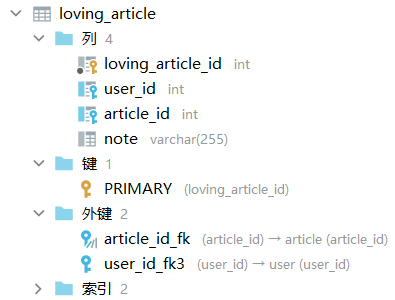 loving_article
列 4
loving_article_id int
user_id int
article_id int
note varchar(255)
键 1
PRIMARY (loving_article_id)
外键 2
article_id_fk (article_id) → article (article_id)
user_id_fk3 (user_id) → user (user_id)
索引 2